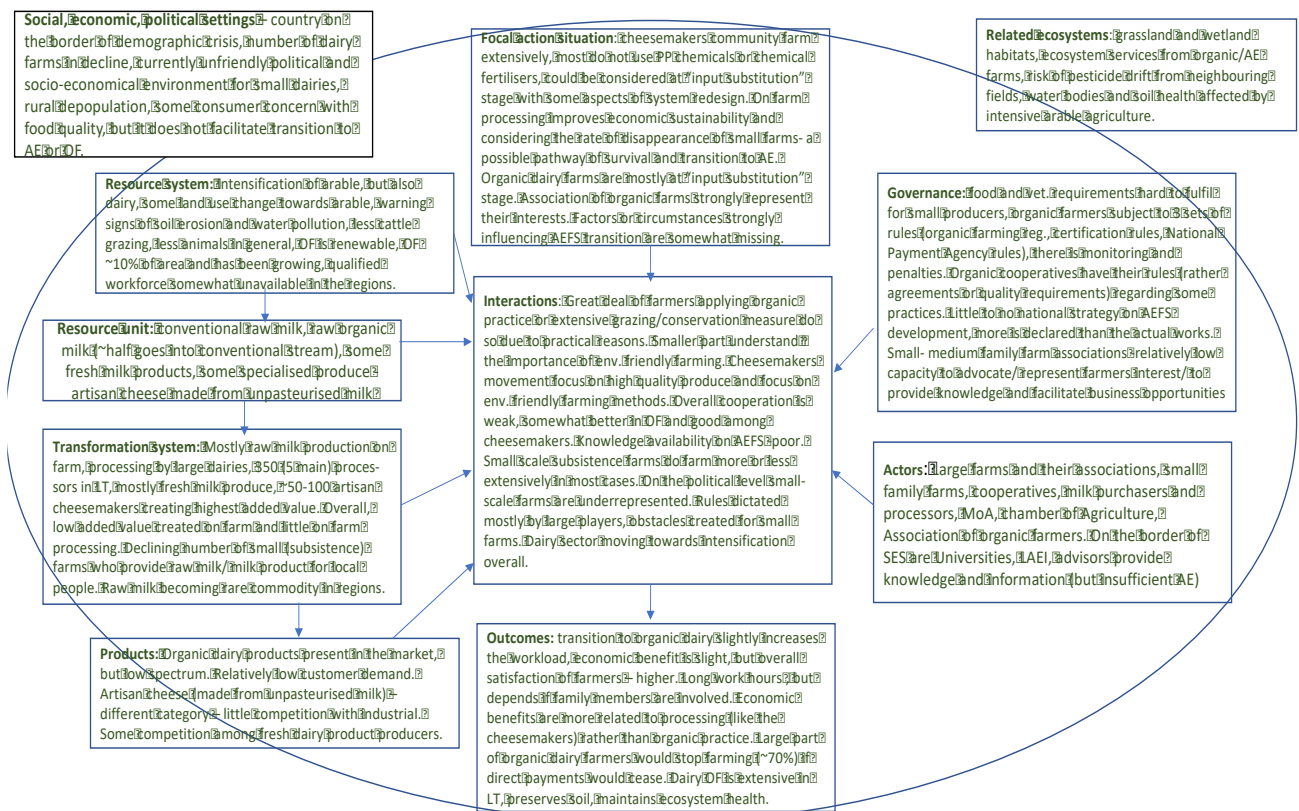 Social, economic, political settings – country on
the border of demographic crisis, number of dairy
farms in decline, currently unfriendly political and
socio-economical environment for small dairies,
rural depopulation, some consumer concern with
food quality, but it does not facilitate transition to
AE or OF.
Focal action situation: cheesemakers community farm
extensively, most do not use PP chemicals or chemical
fertilisers, could be considered at "input substitution"
stage with some aspects of system redesign. On farm
processing improves economic sustainability and
considering the rate of disappearance of small farms- a
possible pathway of survival and transition to AE.
Organic dairy farms are mostly at "input substitution"
stage. Association of organic farms strongly represent
their interests. Factors or circumstances strongly
influencing AEFS transition are somewhat missing.
Related ecosystems: grassland and wetland
habitats, ecosystem services from organic/AE
farms, risk of pesticide drift from neighbouring
fields, water bodies and soil health affected by
intensive arable agriculture.
Resource system: Intensification of arable, but also
dairy, some land use change towards arable, warning
signs of soil erosion and water pollution, less cattle
grazing, less animals in general, OF is renewable, OF
~10% of area and has been growing, qualified
workforce somewhat unavailable in the regions.
Governance: food and vet. requirements hard to fulfil
for small producers, organic farmers subject to 3 sets of
rules (organic farming reg., certification rules, National
Payment Agency rules), there is monitoring and
penalties. Organic cooperatives have their rules (rather
agreements or quality requirements) regarding some
practices. Little to no national strategy on AEFS
development, more is declared than the actual works.
Small- medium family farm associations relatively low
capacity to advocate/ represent farmers interest/ to
provide knowledge and facilitate business opportunities
Resource unit: conventional raw milk, raw organic
milk (~half goes into conventional stream), some
fresh milk products, some specialised produce -
artisan cheese made from unpasteurised milk
Interactions: Great deal of farmers applying organic
practice or extensive grazing/conservation measure do
so due to practical reasons. Smaller part understand
the importance of env. friendly farming. Cheesemakers
movement focus on high quality produce and focus on
env. friendly farming methods. Overall cooperation is
weak, somewhat better in OF and good among
cheesemakers. Knowledge availability on AEFS poor.
Small scale subsistence farms do farm more or less
extensively in most cases. On the political level small-
scale farms are underrepresented. Rules dictated
mostly by large players, obstacles created for small
farms. Dairy sector moving towards intensification
overall.
Transformation system: Mostly raw milk production on
farm, processing by large dairies, 350 (5 main) proces-
sors in LT, mostly fresh milk produce, ~50-100 artisan
cheesemakers creating highest added value. Overall,
low added value created on farm and little on farm
processing. Declining number of small (subsistence)
farms who provide raw milk/ milk product for local
people. Raw milk becoming rare commodity in regions.
Actors: Large farms and their associations, small
family farms, cooperatives, milk purchasers and
processors, MoA, chamber of Agriculture,
Association of organic farmers. On the border of
SES are Universities, LAEI, advisors provide
knowledge and information (but insufficient AE)
Products: Organic dairy products present in the market,
but low spectrum. Relatively low customer demand.
Artisan cheese (made from unpasteurised milk) –
different category – little competition with industrial.
Some competition among fresh dairy product producers.
Outcomes: transition to organic dairy slightly increases
the workload, economic benefit is slight, but overall
satisfaction of farmers – higher. Long work hours, but
depends if family members are involved. Economic
benefits are more related to processing (like the
cheesemakers) rather than organic practice. Large part
of organic dairy farmers would stop farming (~70%) if
direct payments would cease. Dairy OF is extensive in
LT, preserves soil, maintains ecosystem health.